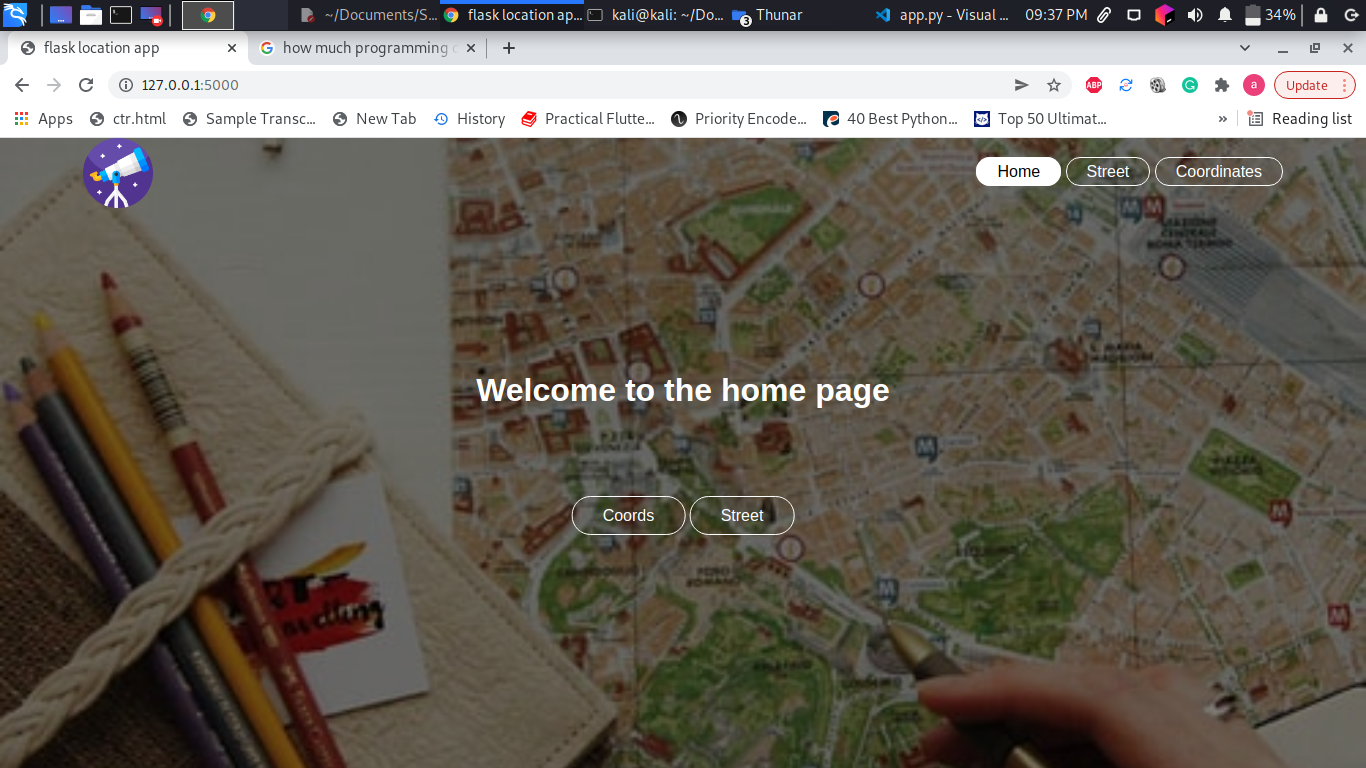 ~/Documents/S...
flask location ap...
kali@kali: ~/Do...
3
Thunar
app.py - Visual ...
09:37 PM
34%
flask location app
how much programming
127.0.0.1:5000
ABP
a
Update
Apps
ctr.html
Sample Transc...
New Tab
History
Practical Flutte...
Priority Encode...
40 Best Python...
Top 50 Ultimat...
»
Reading list
Home
Street
Coordinates
Welcome to the home page
Coords
Street